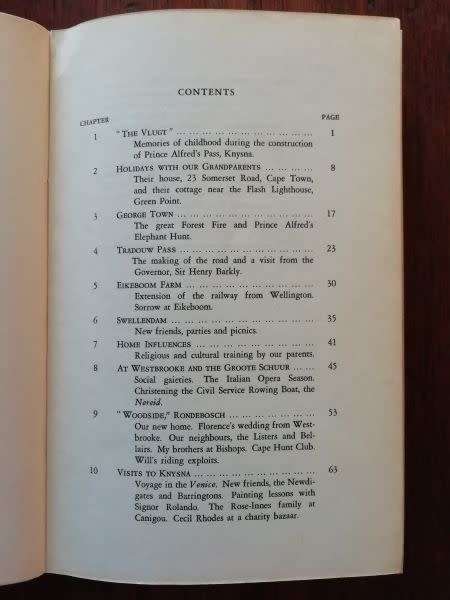 CONTENTS
CHAPTER PAGE
1 "The Vlugt" ... ... ... ... ... ... ... ... ... ... 1
Memories of childhood during the construction
of Prince Alfred's Pass, Knysna.
2 Holidays with our Grandparents ... ... ... ... 8
Their house, 23 Somerset Road, Cape Town,
and their cottage near the Flash Lighthouse,
Green Point.
3 George Town ... ... ... ... ... ... ... ... ... ... 17
The great Forest Fire and Prince Alfred's
Elephant Hunt.
4 Tradouw Pass ... ... ... ... ... ... ... ... ... ... 23
The making of the road and a visit from the
Governor, Sir Henry Barkly.
5 Eikeboom Farm ... ... ... ... ... ... ... ... ... 30
Extension of the railway from Wellington.
Sorrow at Eikeboom.
6 Swellendam ... ... ... ... ... ... ... ... ... ... 35
New friends, parties and picnics.
7 Home Influences ... ... ... ... ... ... ... ... ... 41
Religious and cultural training by our parents.
8 At Westbrooke and the Groote Schuur ... ... 45
Social gaieties. The Italian Opera Season.
Christening the Civil Service Rowing Boat, the
Nereid.
9 "Woodside," Rondebosch ... ... ... ... ... ... 53
Our new home. Florence's wedding from West-
brooke. Our neighbours, the Listers and Bel-
lairs. My brothers at Bishops. Cape Hunt Club.
Will's riding exploits.
10 Visits to Knysna ... ... ... ... ... ... ... ... ... 63
Voyage in the Venice. New friends, the Newdi-
gates and Barringtons. Painting lessons with
Signor Rolando. The Rose-Innes family at
Canigou. Cecil Rhodes at a charity bazaar.